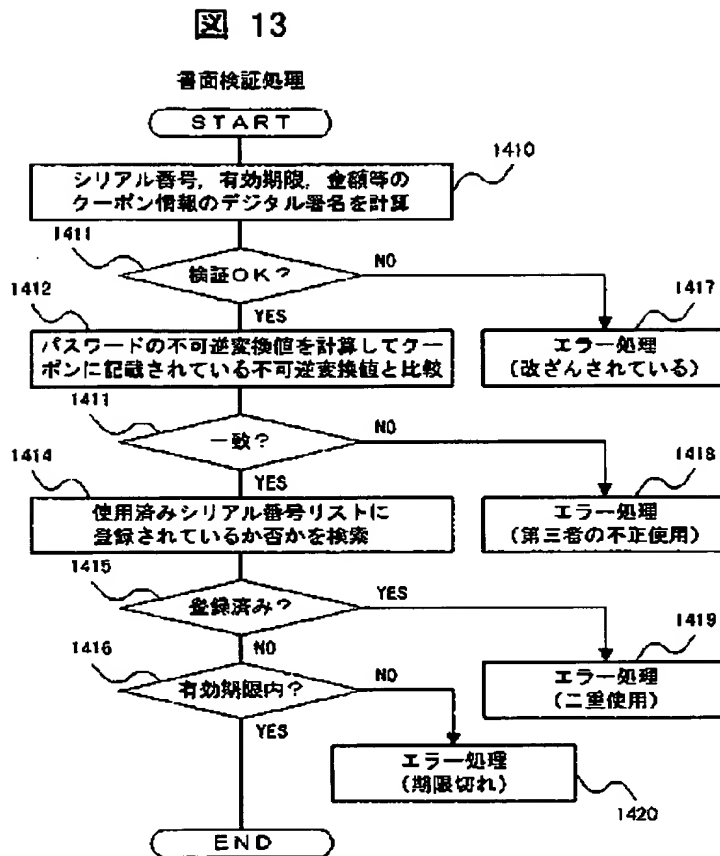 図 13
書面検証処理
START
1410
シリアル番号，有効期限，金額等の
クーポン情報のデジタル署名を計算
1411
検証OK？
NO
YES
1412
1417
パスワードの不可逆変換値を計算してクー
ポンに記載されている不可逆変換値と比較
エラー処理
（改ざんされている）
1411
一致？
NO
YES
1414
1418
使用済みシリアル番号リストに
登録されているか否かを検索
エラー処理
（第三者の不正使用）
1415
登録済み？
YES
NO
1416
1419
有効期限内？
NO
YES
エラー処理
（二重使用）
エラー処理
（期限切れ）
1420
END